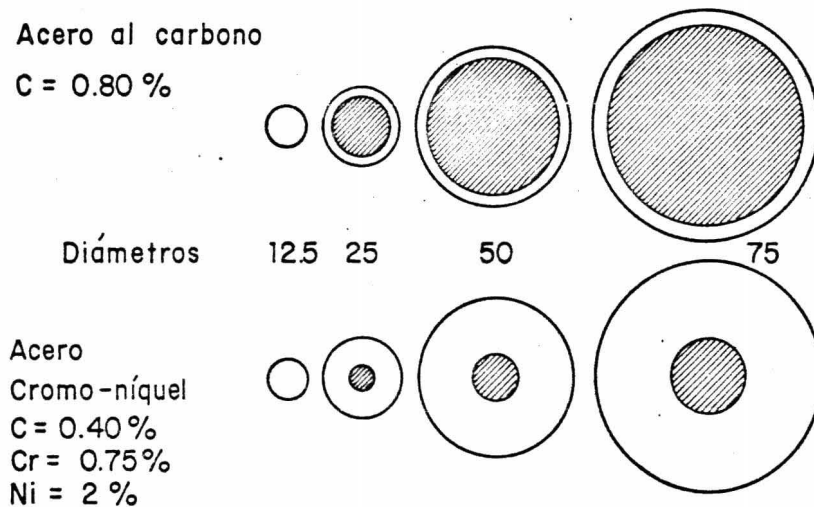 Acero al carbono
C = 0.80 %
Diámetros 12.5 25 50 75
Acero
Cromo-níquel
C = 0.40 %
Cr = 0.75 %
Ni = 2 %